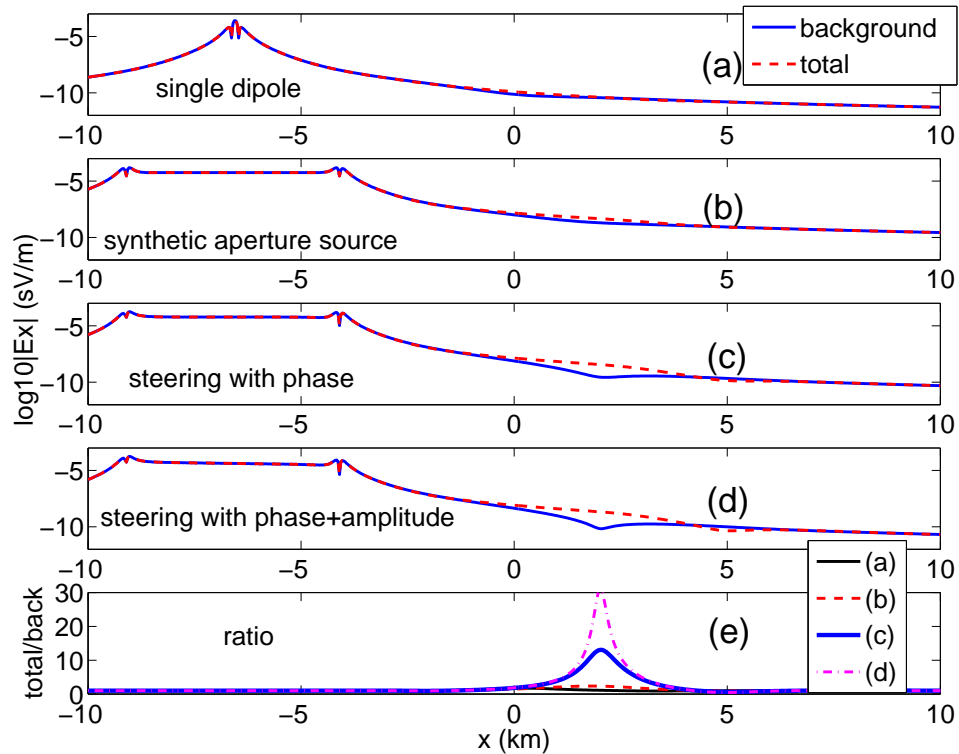 −5
−10
(a)
single dipole
background
total
−10 −5 0 5 10
−5
−10
(b)
synthetic aperture source
−10 −5 0 5 10
log10|Ex| (sV/m)
−5
−10
(c)
steering with phase
−10 −5 0 5 10
−5
−10
(d)
steering with phase+amplitude
−10 −5 0 5 10
total/back
30
20
10
0
ratio
(e)
(a)
(b)
(c)
(d)
−10 −5 0 5 10
x (km)